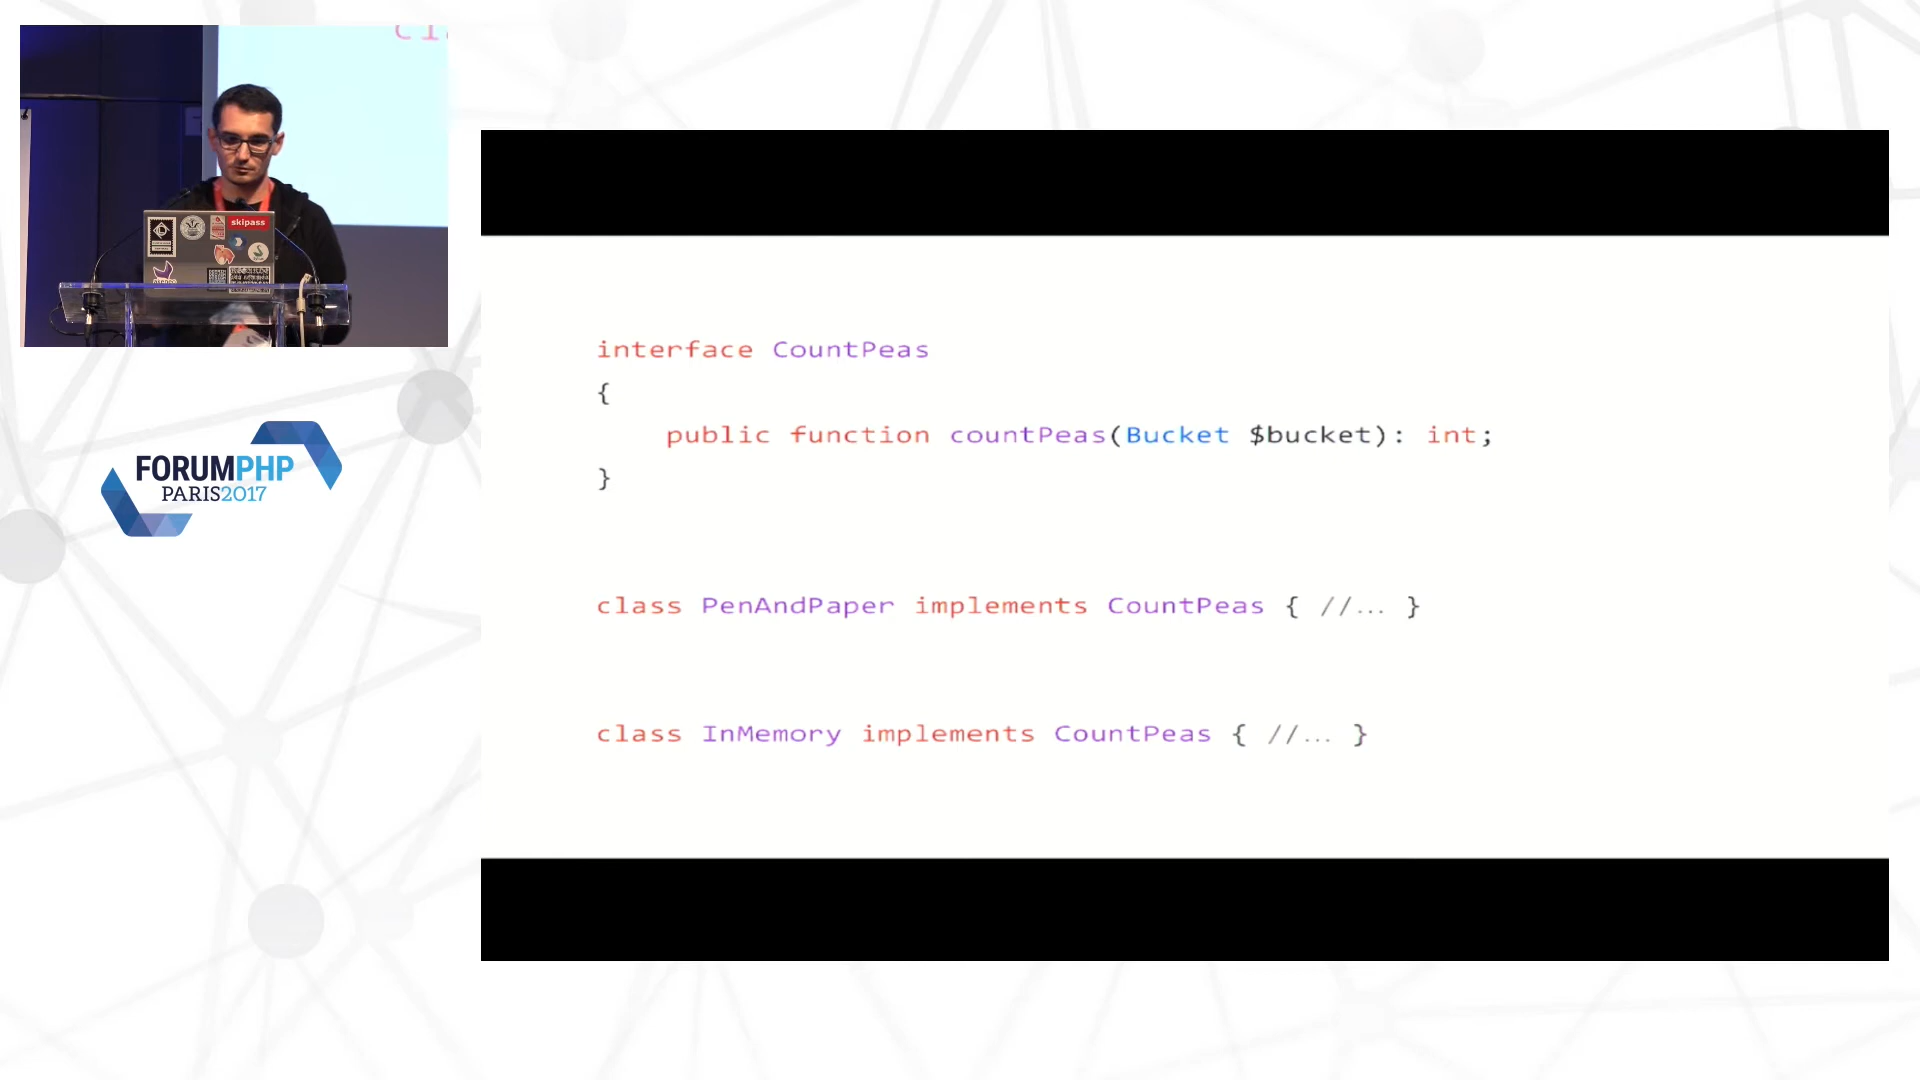 skipass
FORUMPHP
PARIS2017
interface CountPeas
{
public function countPeas(Bucket $bucket): int;
}
class PenAndPaper implements CountPeas { //... }
class InMemory implements CountPeas { //... }